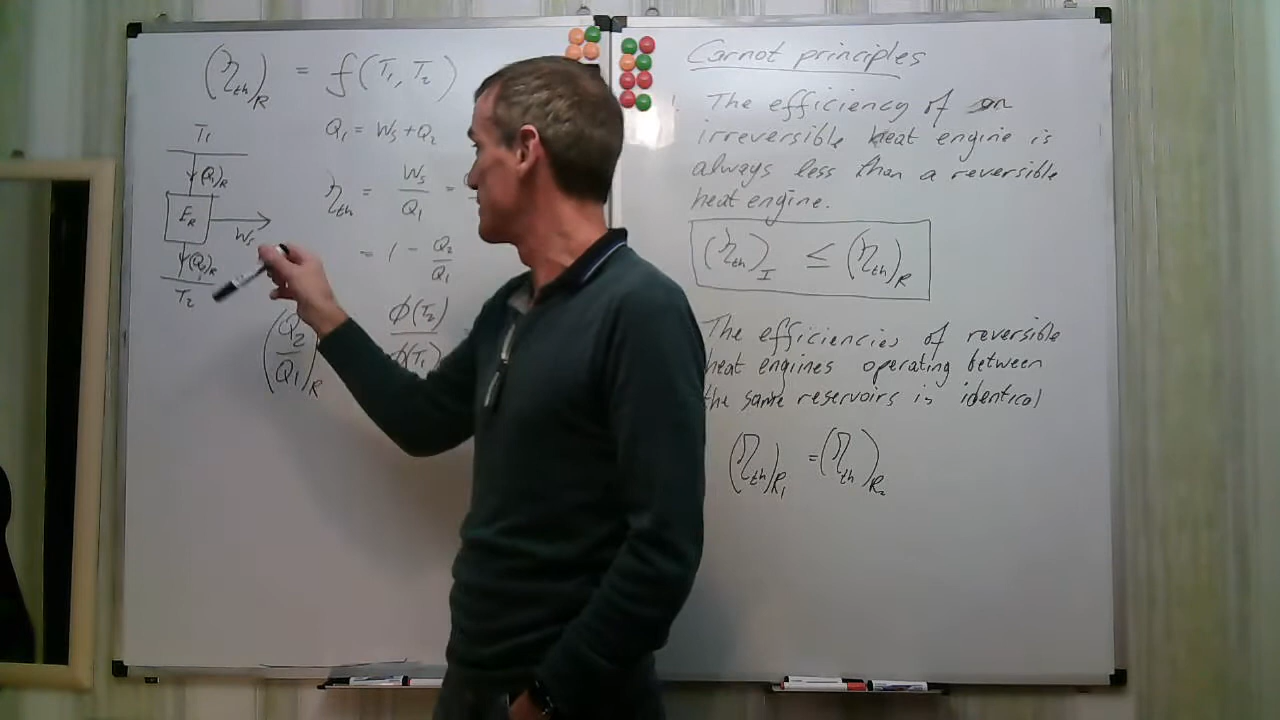 (η_th)_R = f(T₁, T₂)
T₁
(Q₁)_R
E_R
W_s
(Q₂)_R
T₂
Q₁ = W_s + Q₂
η_th = W_s / Q₁ =
= 1 - Q₂ / Q₁
(Q₂ / Q₁)_R
ϕ(T₂) / ϕ(T₁)
Carnot principles
The efficiency of an
irreversible heat engine is
always less than a reversible
heat engine.
(η_th)_I ≤ (η_th)_R
The efficiencies of reversible
heat engines operating between
the same reservoirs is identical
(η_th)_R₁ = (η_th)_R₂